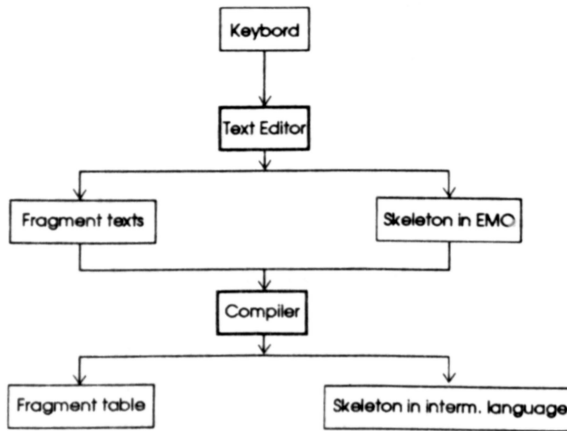 Keybord
Text Editor
Fragment texts
Skeleton in EMO
Compiler
Fragment table
Skeleton in interm. language